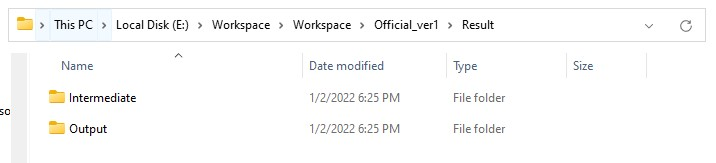 This PC > Local Disk (E:) > Workspace > Workspace > Official_ver1 > Result
Name Date modified Type Size
Intermediate 1/2/2022 6:25 PM File folder
so
Output 1/2/2022 6:25 PM File folder